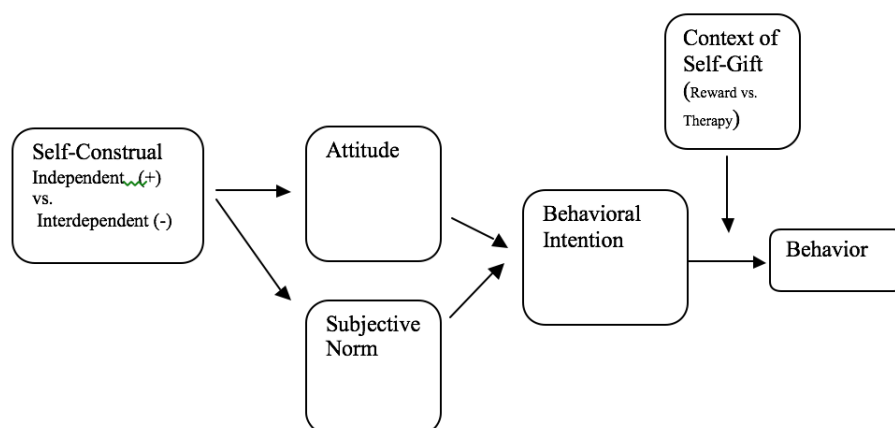 Context of
Self-Gift
(Reward vs.
Therapy)
Self-Construal
Independent (+)
vs.
Interdependent (-)
Attitude
Behavioral
Intention
Behavior
Subjective
Norm